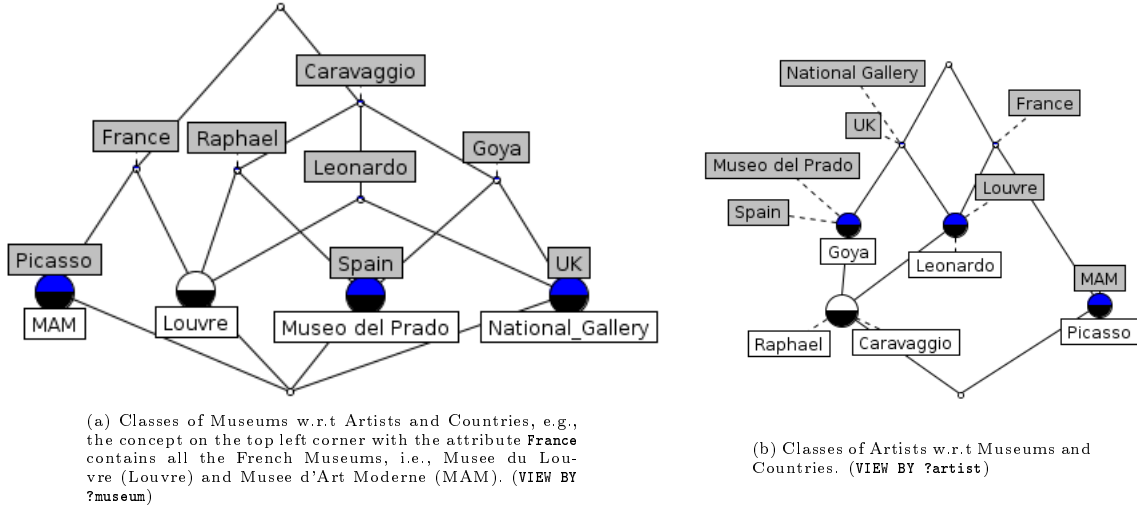 Caravaggio
France
Raphael
Goya
Leonardo
Picasso
Spain
UK
MAM
Louvre
Museo del Prado
National_Gallery
(a) Classes of Museums w.r.t Artists and Countries, e.g.,
the concept on the top left corner with the attribute France
contains all the French Museums, i.e., Musee du Lou-
vre (Louvre) and Musee d'Art Moderne (MAM). (VIEW BY
?museum)
National Gallery
France
UK
Museo del Prado
Louvre
Spain
Goya
Leonardo
MAM
Raphael
Caravaggio
Picasso
(b) Classes of Artists w.r.t Museums and
Countries. (VIEW BY ?artist)